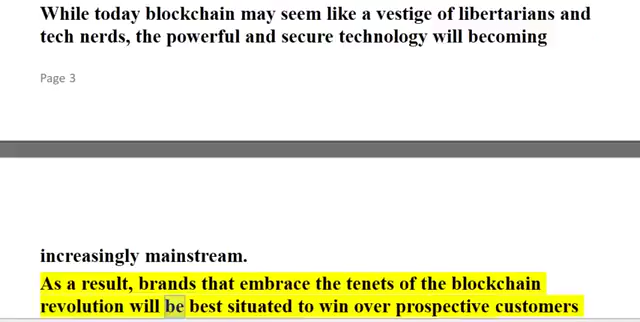 While today blockchain may seem like a vestige of libertarians and
tech nerds, the powerful and secure technology will becoming
Page 3
increasingly mainstream.
As a result, brands that embrace the tenets of the blockchain
revolution will be best situated to win over prospective customers